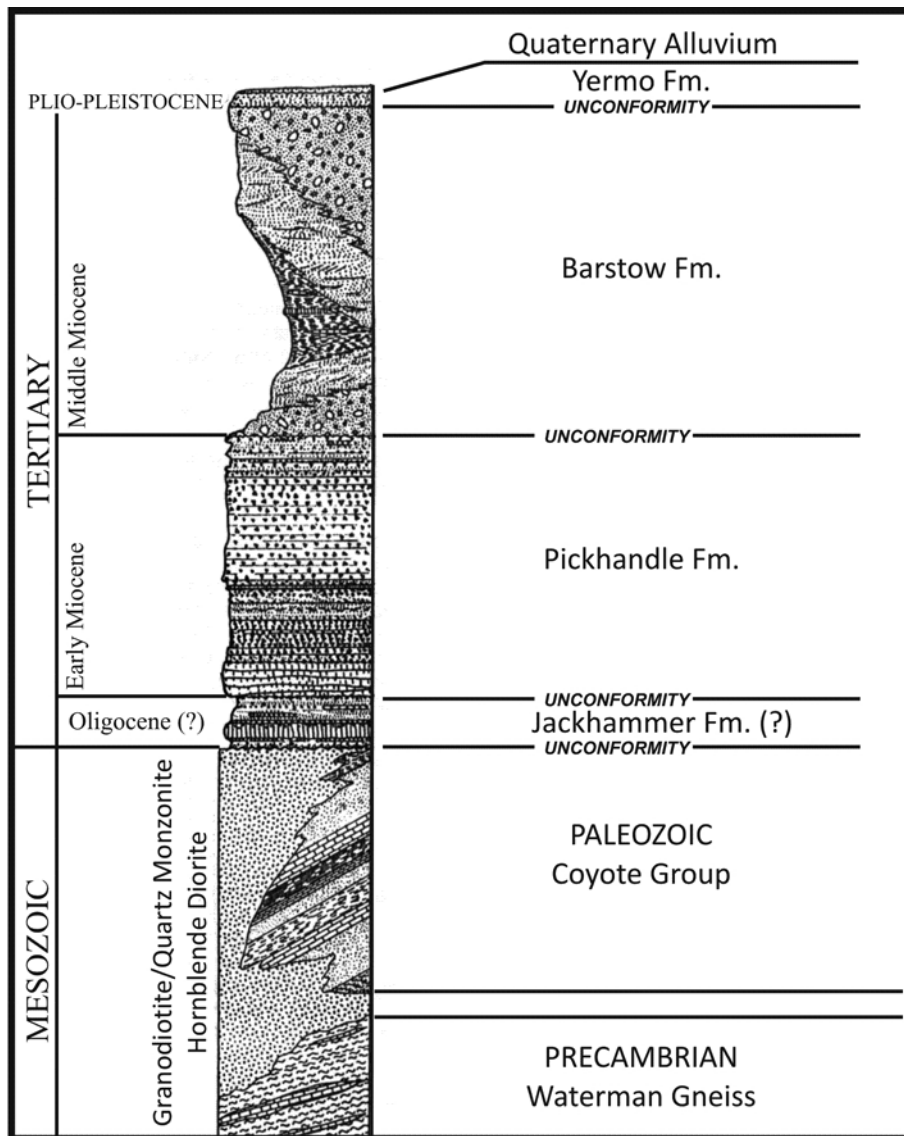 Quaternary Alluvium
Yermo Fm.
PLIO-PLEISTOCENE
UNCONFORMITY
TERTIARY
Middle Miocene
Barstow Fm.
UNCONFORMITY
Early Miocene
Pickhandle Fm.
UNCONFORMITY
Oligocene (?)
Jackhammer Fm. (?)
UNCONFORMITY
MESOZOIC
Granodiotite/Quartz Monzonite
Hornblende Diorite
PALEOZOIC
Coyote Group
PRECAMBRIAN
Waterman Gneiss